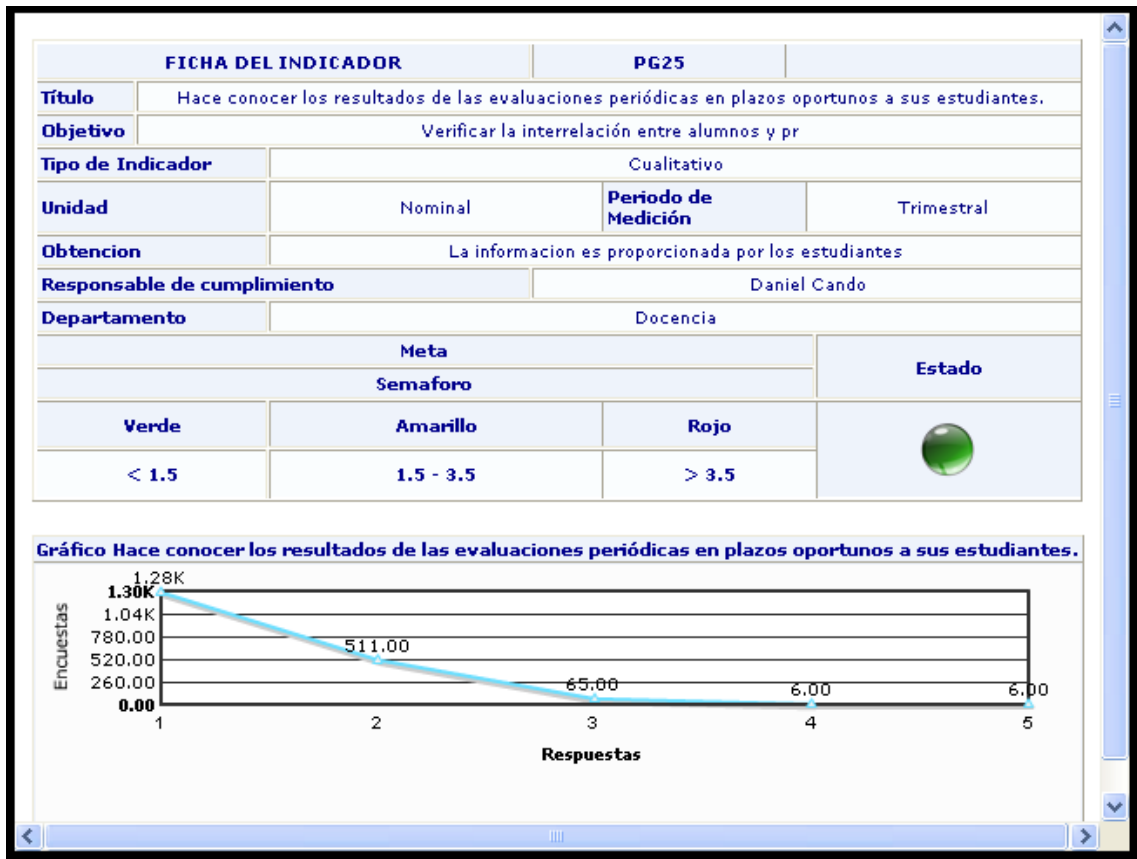 FICHA DEL INDICADOR PG25
Título Hace conocer los resultados de las evaluaciones periódicas en plazos oportunos a sus estudiantes.
Objetivo Verificar la interrelación entre alumnos y pr
Tipo de Indicador Cualitativo
Unidad Nominal Periodo de Medición Trimestral
Obtencion La informacion es proporcionada por los estudiantes
Responsable de cumplimiento Daniel Cando
Departamento Docencia
Meta
Semaforo
Estado
Verde Amarillo Rojo
< 1.5 1.5 - 3.5 > 3.5
Gráfico Hace conocer los resultados de las evaluaciones periódicas en plazos oportunos a sus estudiantes.
1.28K
1.30K
1.04K
780.00
520.00
260.00
0.00
Encuestas
511.00
65.00
6.00
6.00
1 2 3 4 5
Respuestas